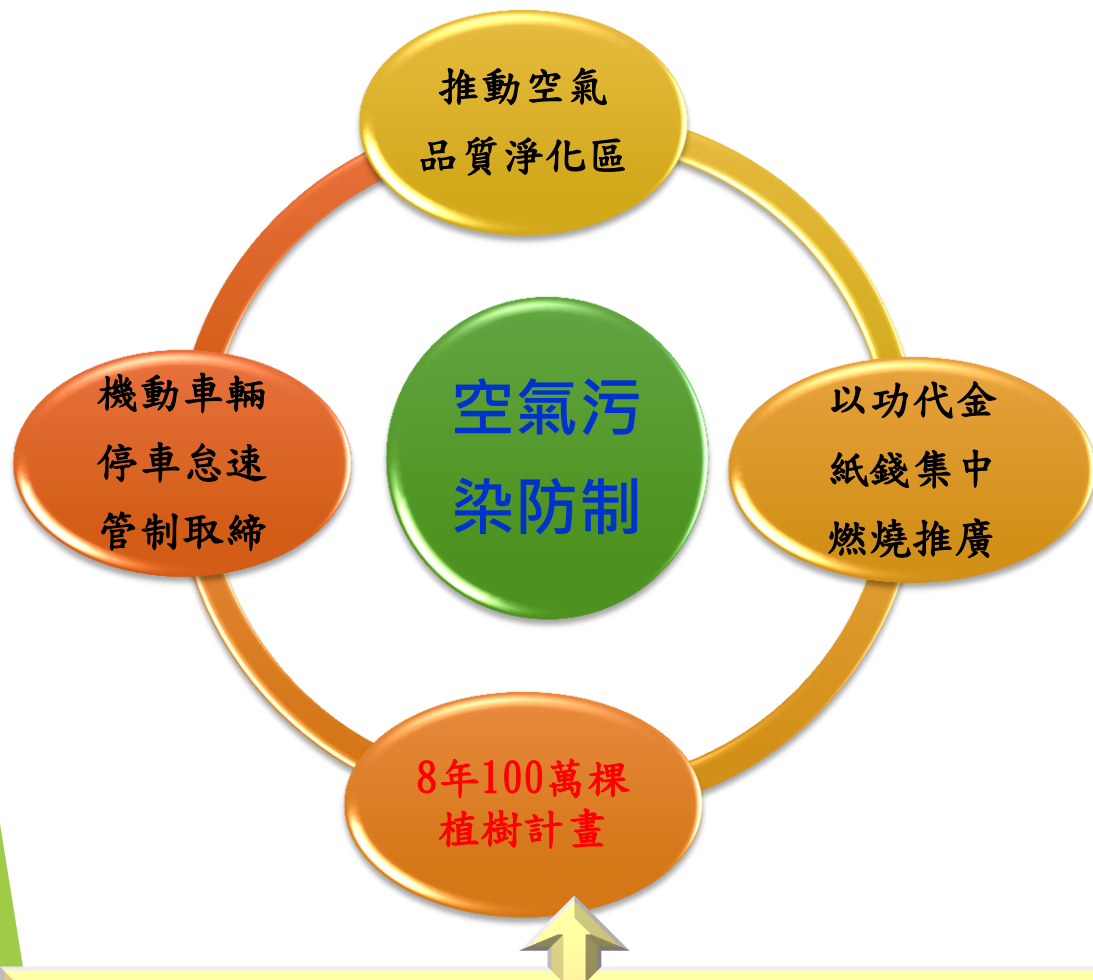 推動空氣
品質淨化區
機動車輛
停車怠速
管制取締
空氣污
染防制
以功代金
紙錢集中
燃燒推廣
8年100萬棵
植樹計畫